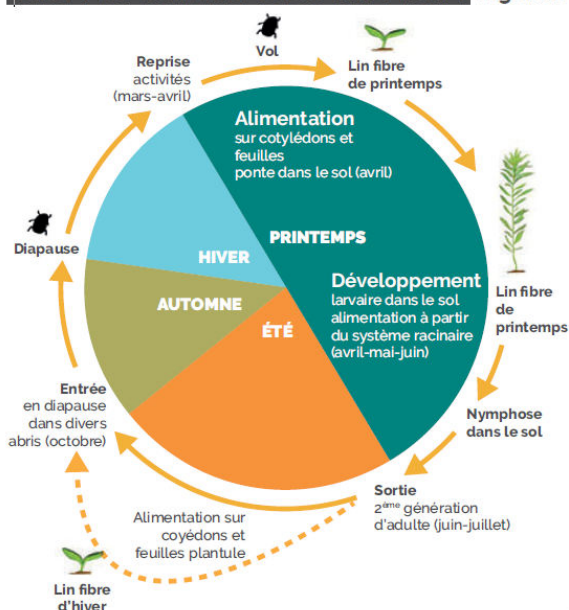 Reprise
activités
(mars-avril)
Vol
Lin fibre
de printemps
Alimentation
sur cotylédons et
feuilles
ponte dans le sol (avril)
PRINTEMPS
HIVER
Diapause
AUTOMNE
ÉTÉ
Développement
larvaire dans le sol
alimentation à partir
du système racinaire
(avril-mai-juin)
Lin fibre
de
printemps
Nymphose
dans le sol
Entrée
en diapause
dans divers
abris (octobre)
Sortie
2ème génération
d'adulte (juin-juillet)
Alimentation sur
coyédons et
feuilles plantule
Lin fibre
d'hiver